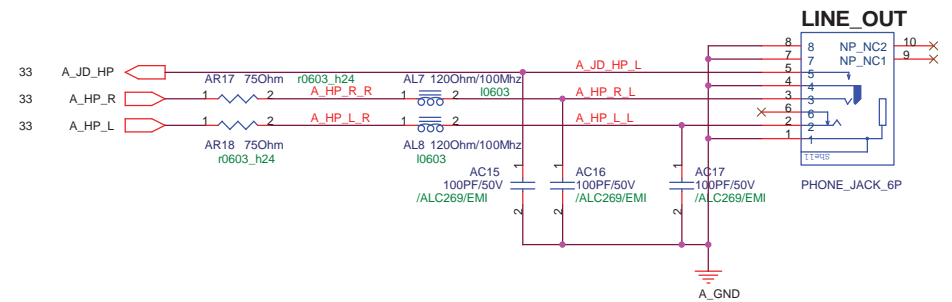 LINE_OUT
8 8 NP_NC2 10
7 7 NP_NC1 9
33 A_JD_HP A_JD_HP_L 5 5
AR17 75Ohm r0603_h24 AL7 120Ohm/100Mhz
l0603
4 4
33 A_HP_R 1 2 A_HP_R_R 1 2 A_HP_R_L 3 3
6 6
33 A_HP_L 1 2 A_HP_L_R 1 2 A_HP_L_L 2 2
1 1
AR18 75Ohm AL8 120Ohm/100Mhz
r0603_h24 l0603
Shell
1 1 1
AC15 AC16 AC17
100PF/50V 100PF/50V 100PF/50V
/ALC269/EMI /ALC269/EMI /ALC269/EMI
PHONE_JACK_6P
2 2 2
A_GND